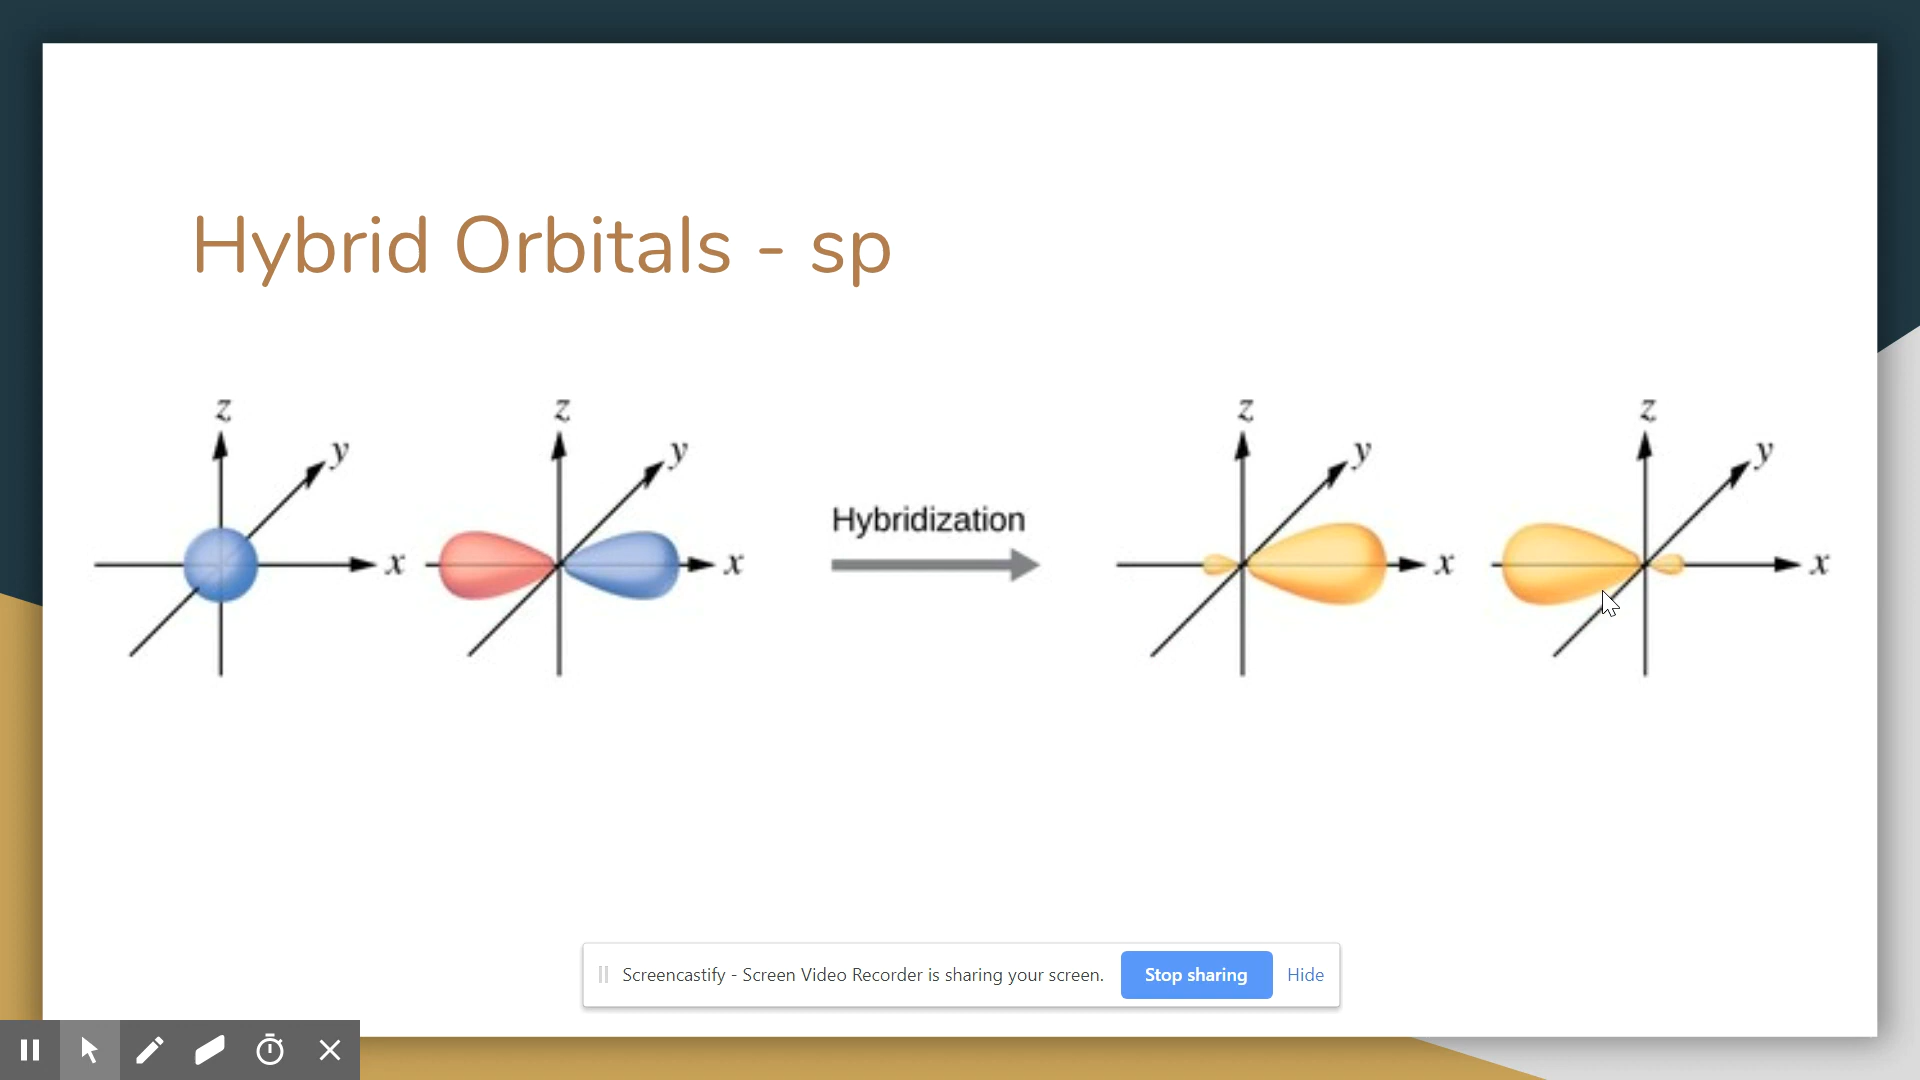 Hybrid Orbitals - sp
z
y
x
z
y
x
Hybridization
z
y
x
z
y
x
Screencastify - Screen Video Recorder is sharing your screen.
Stop sharing
Hide